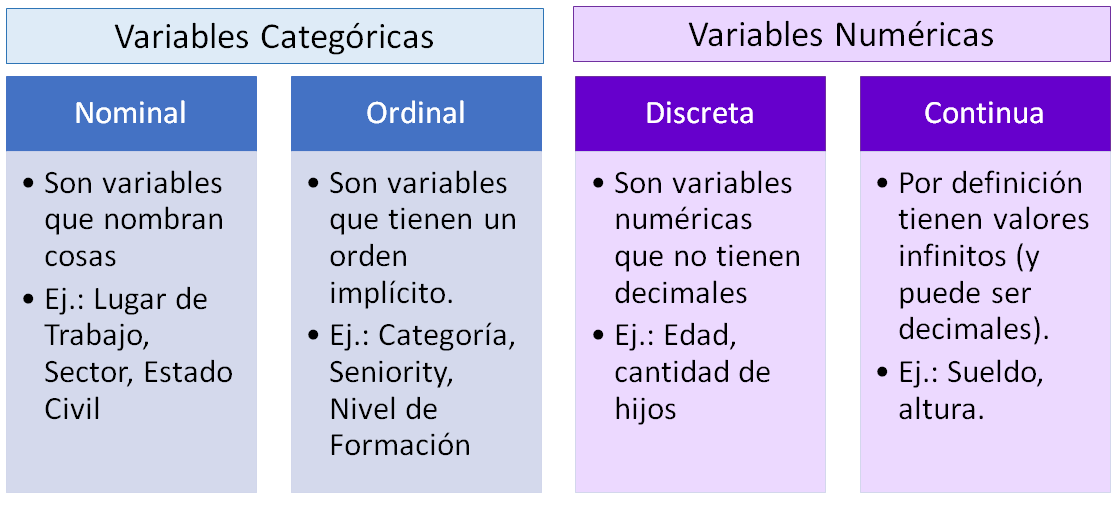 Variables Categóricas
Variables Numéricas
Nominal
• Son variables
que nombran
cosas
• Ej.: Lugar de
Trabajo,
Sector, Estado
Civil
Ordinal
• Son variables
que tienen un
orden
implícito.
• Ej.: Categoría,
Seniority,
Nivel de
Formación
Discreta
• Son variables
numéricas
que no tienen
decimales
• Ej.: Edad,
cantidad de
hijos
Continua
• Por definición
tienen valores
infinitos (y
puede ser
decimales).
• Ej.: Sueldo,
altura.